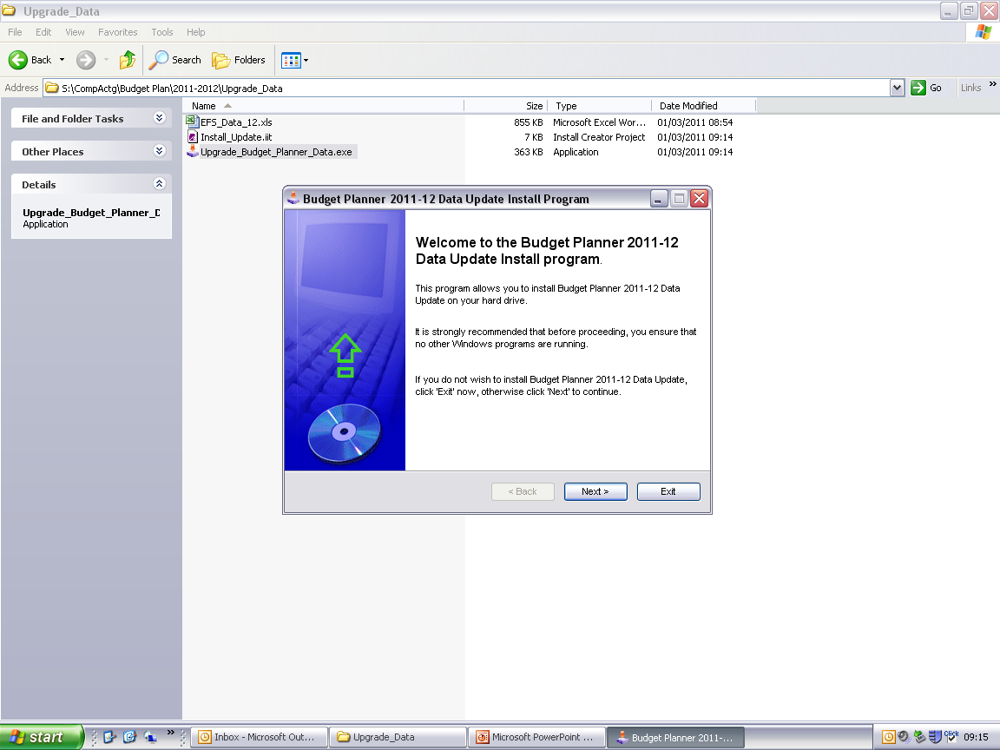 Upgrade_Data
File Edit View Favorites Tools Help
Back Search Folders
Address S:\CompActg\Budget Plan\2011-2012\Upgrade_Data Go Links »
File and Folder Tasks
Other Places
Details
Upgrade_Budget_Planner_D
Application
Name Size Type Date Modified
EFS_Data_12.xls 855 KB Microsoft Excel Wor... 01/03/2011 08:54
Install_Update.iit 7 KB Install Creator Project 01/03/2011 09:14
Upgrade_Budget_Planner_Data.exe 363 KB Application 01/03/2011 09:14
Budget Planner 2011-12 Data Update Install Program
Welcome to the Budget Planner 2011-12
Data Update Install program.
This program allows you to install Budget Planner 2011-12 Data
Update on your hard drive.
It is strongly recommended that before proceeding, you ensure that
no other Windows programs are running.
If you do not wish to install Budget Planner 2011-12 Data Update,
click 'Exit' now, otherwise click 'Next' to continue.
< Back Next > Exit
start » Inbox - Microsoft Out... Upgrade_Data Microsoft PowerPoint ... Budget Planner 2011-... Click 09:15